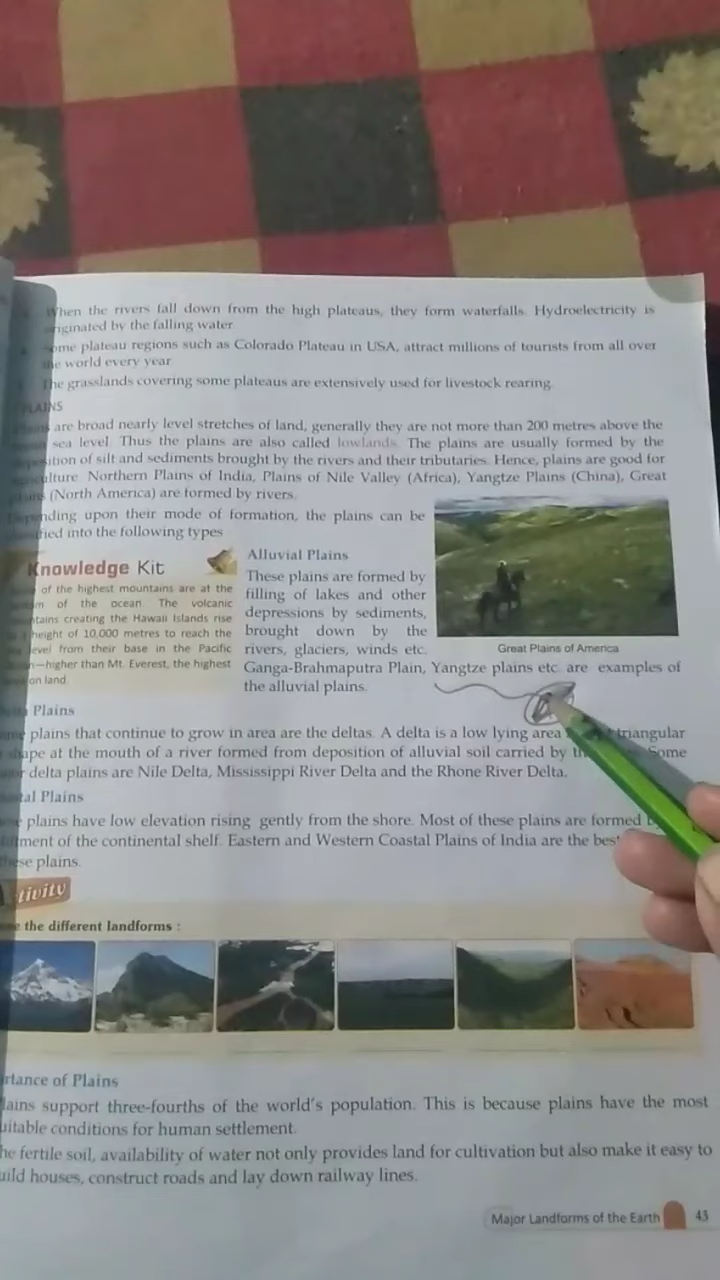 When the rivers fall down from the high plateaus, they form waterfalls. Hydroelectricity is
originated by the falling water.
Some plateau regions such as Colorado Plateau in USA, attract millions of tourists from all over
the world every year.
The grasslands covering some plateaus are extensively used for livestock rearing.
PLAINS
are broad nearly level stretches of land, generally they are not more than 200 metres above the
sea level. Thus the plains are also called lowlands. The plains are usually formed by the
deposition of silt and sediments brought by the rivers and their tributaries. Hence, plains are good for
agriculture. Northern Plains of India, Plains of Nile Valley (Africa), Yangtze Plains (China), Great
plains (North America) are formed by rivers.
Depending upon their mode of formation, the plains can be
into the following types
Knowledge Kit
of the highest mountains are at the
of the ocean. The volcanic
creating the Hawaii Islands rise
height of 10,000 metres to reach the
level from their base in the Pacific
—higher than Mt. Everest, the highest
on land.
Alluvial Plains
These plains are formed by
filling of lakes and other
depressions by sediments,
brought down by the
rivers, glaciers, winds etc.
Great Plains of America
Ganga-Brahmaputra Plain, Yangtze plains etc. are examples of
the alluvial plains.
Plains
plains that continue to grow in area are the deltas. A delta is a low lying area triangular
shape at the mouth of a river formed from deposition of alluvial soil carried by Some
delta plains are Nile Delta, Mississippi River Delta and the Rhone River Delta.
Plains
plains have low elevation rising gently from the shore. Most of these plains are formed
of the continental shelf. Eastern and Western Coastal Plains of India are the
these plains.
tivity
the different landforms :
rtance of Plains
lains support three-fourths of the world's population. This is because plains have the most
uitable conditions for human settlement.
he fertile soil, availability of water not only provides land for cultivation but also make it easy to
uild houses, construct roads and lay down railway lines.
Major Landforms of the Earth 43